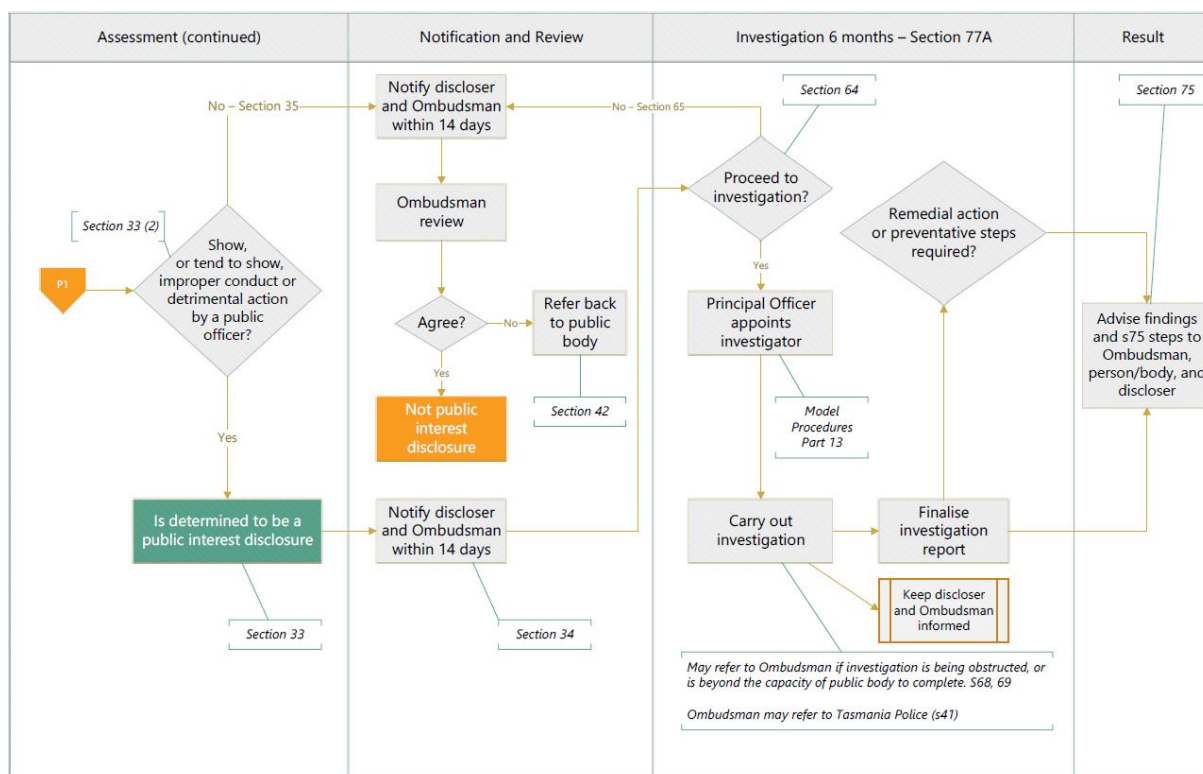 Assessment (continued)
Notification and Review
Investigation 6 months – Section 77A
Result
No – Section 35
Section 33 (2)
P1
Show,
or tend to show,
improper conduct or
detrimental action
by a public
officer?
Yes
Is determined to be a
public interest disclosure
Section 33
Notify discloser
and Ombudsman
within 14 days
Ombudsman
review
Agree?
No
Refer back
to public
body
Section 42
Yes
Not public
interest
disclosure
Notify discloser
and Ombudsman
within 14 days
Section 34
No – Section 65
Section 64
Proceed to
investigation?
Yes
Principal Officer
appoints
investigator
Model
Procedures
Part 13
Carry out
investigation
Remedial action
or preventative steps
required?
Finalise
investigation
report
Keep discloser
and Ombudsman
informed
May refer to Ombudsman if investigation is being obstructed, or
is beyond the capacity of public body to complete. S68, 69
Ombudsman may refer to Tasmania Police (s41)
Section 75
Advise findings
and s75 steps to
Ombudsman,
person/body, and
discloser